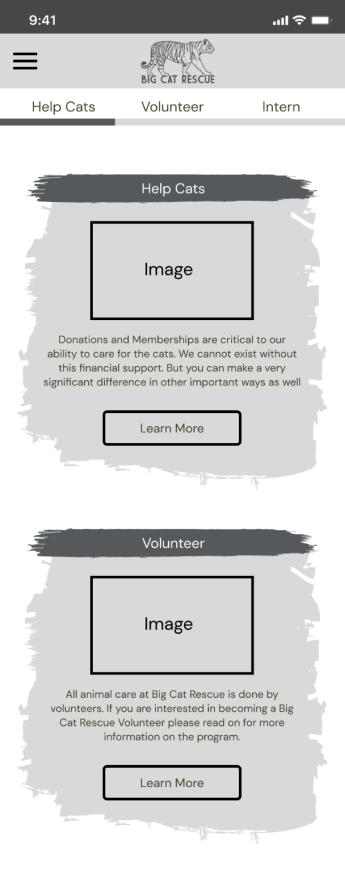 9:41
BIG CAT RESCUE
Help Cats Volunteer Intern
Help Cats
Image
Donations and Memberships are critical to our
ability to care for the cats. We cannot exist without
this financial support. But you can make a very
significant difference in other important ways as well
Learn More
Volunteer
Image
All animal care at Big Cat Rescue is done by
volunteers. If you are interested in becoming a Big
Cat Rescue Volunteer please read on for more
information on the program.
Learn More